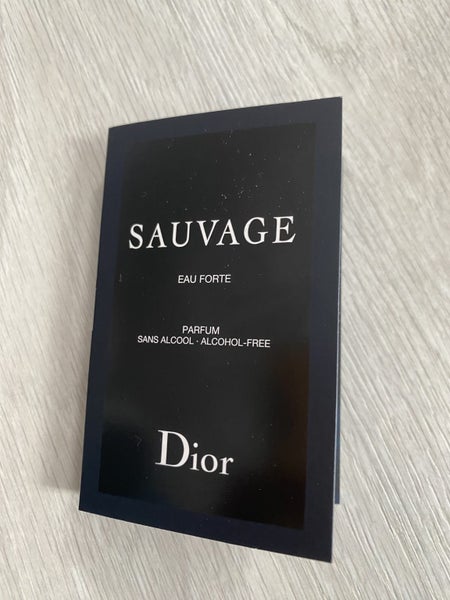 SAUVAGE
EAU FORTE
PARFUM
SANS ALCOOL · ALCOHOL-FREE
Dior